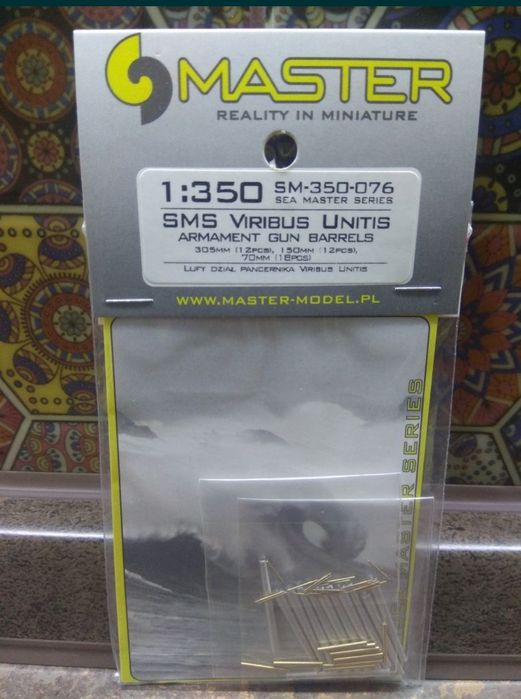 MASTER
REALITY IN MINIATURE
1:350 SM-350-076
SEA MASTER SERIES
SMS VIRIBUS UNITIS
ARMAMENT GUN BARRELS
305MM (12PCS), 150MM (12PCS),
70MM (18PCS)
LUFY DZIAŁ PANCERNIKA VIRIBUS UNITIS
WWW.MASTER-MODEL.PL
MASTER SERIES